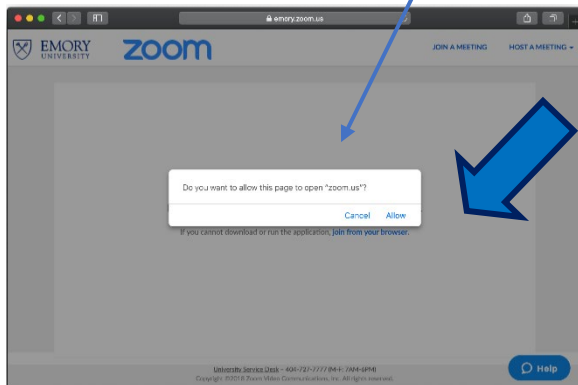 emory.zoom.us
EMORY
UNIVERSITY
zoom
JOIN A MEETING
HOST A MEETING
Do you want to allow this page to open "zoom.us"?
Cancel
Allow
If you cannot download or run the application, join from your browser.
University Service Desk - 404-727-7777 (M-F: 7AM-6PM)
Copyright ©2018 Zoom Video Communications, Inc. All rights reserved.
Help